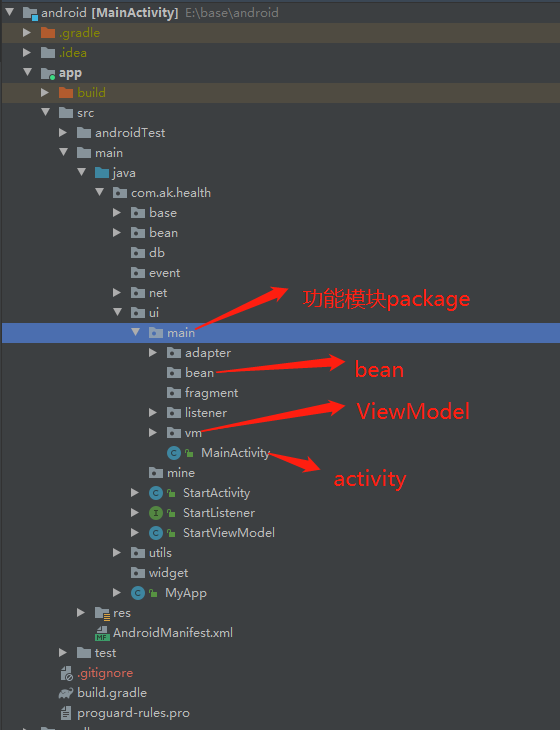 android [MainActivity] E:\base\android
.gradle
.idea
app
build
src
androidTest
main
java
com.ak.health
base
bean
db
event
net
ui
功能模块package
main
adapter
bean
bean
fragment
listener
ViewModel
vm
MainActivity
activity
mine
StartActivity
StartListener
StartViewModel
utils
widget
MyApp
res
AndroidManifest.xml
test
.gitignore
build.gradle
proguard-rules.pro